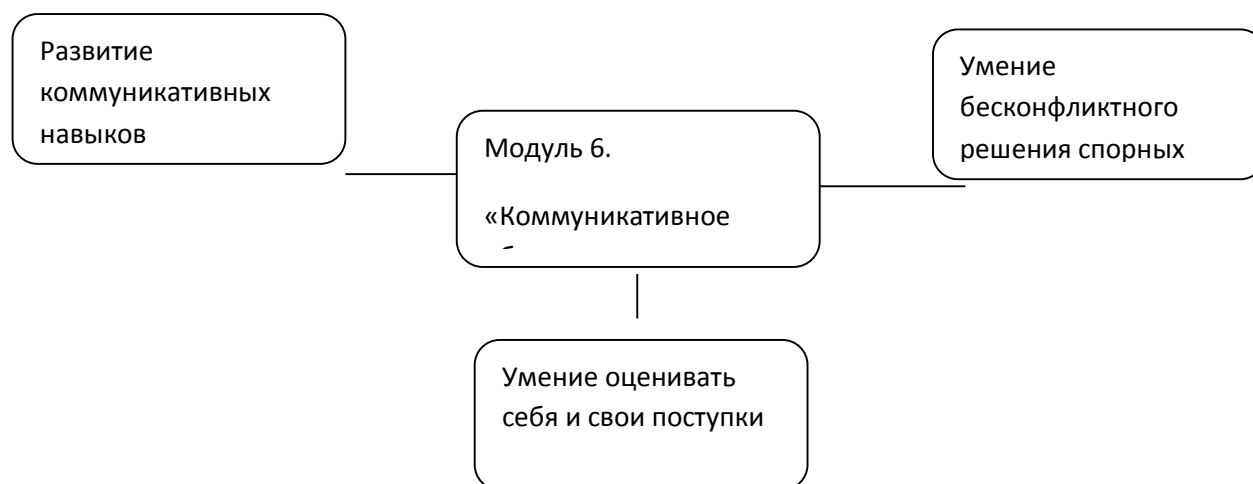 Развитие
коммуникативных
навыков
Умение
бесконфликтного
решения спорных
Модуль 6.
«Коммуникативное
Умение оценивать
себя и свои поступки